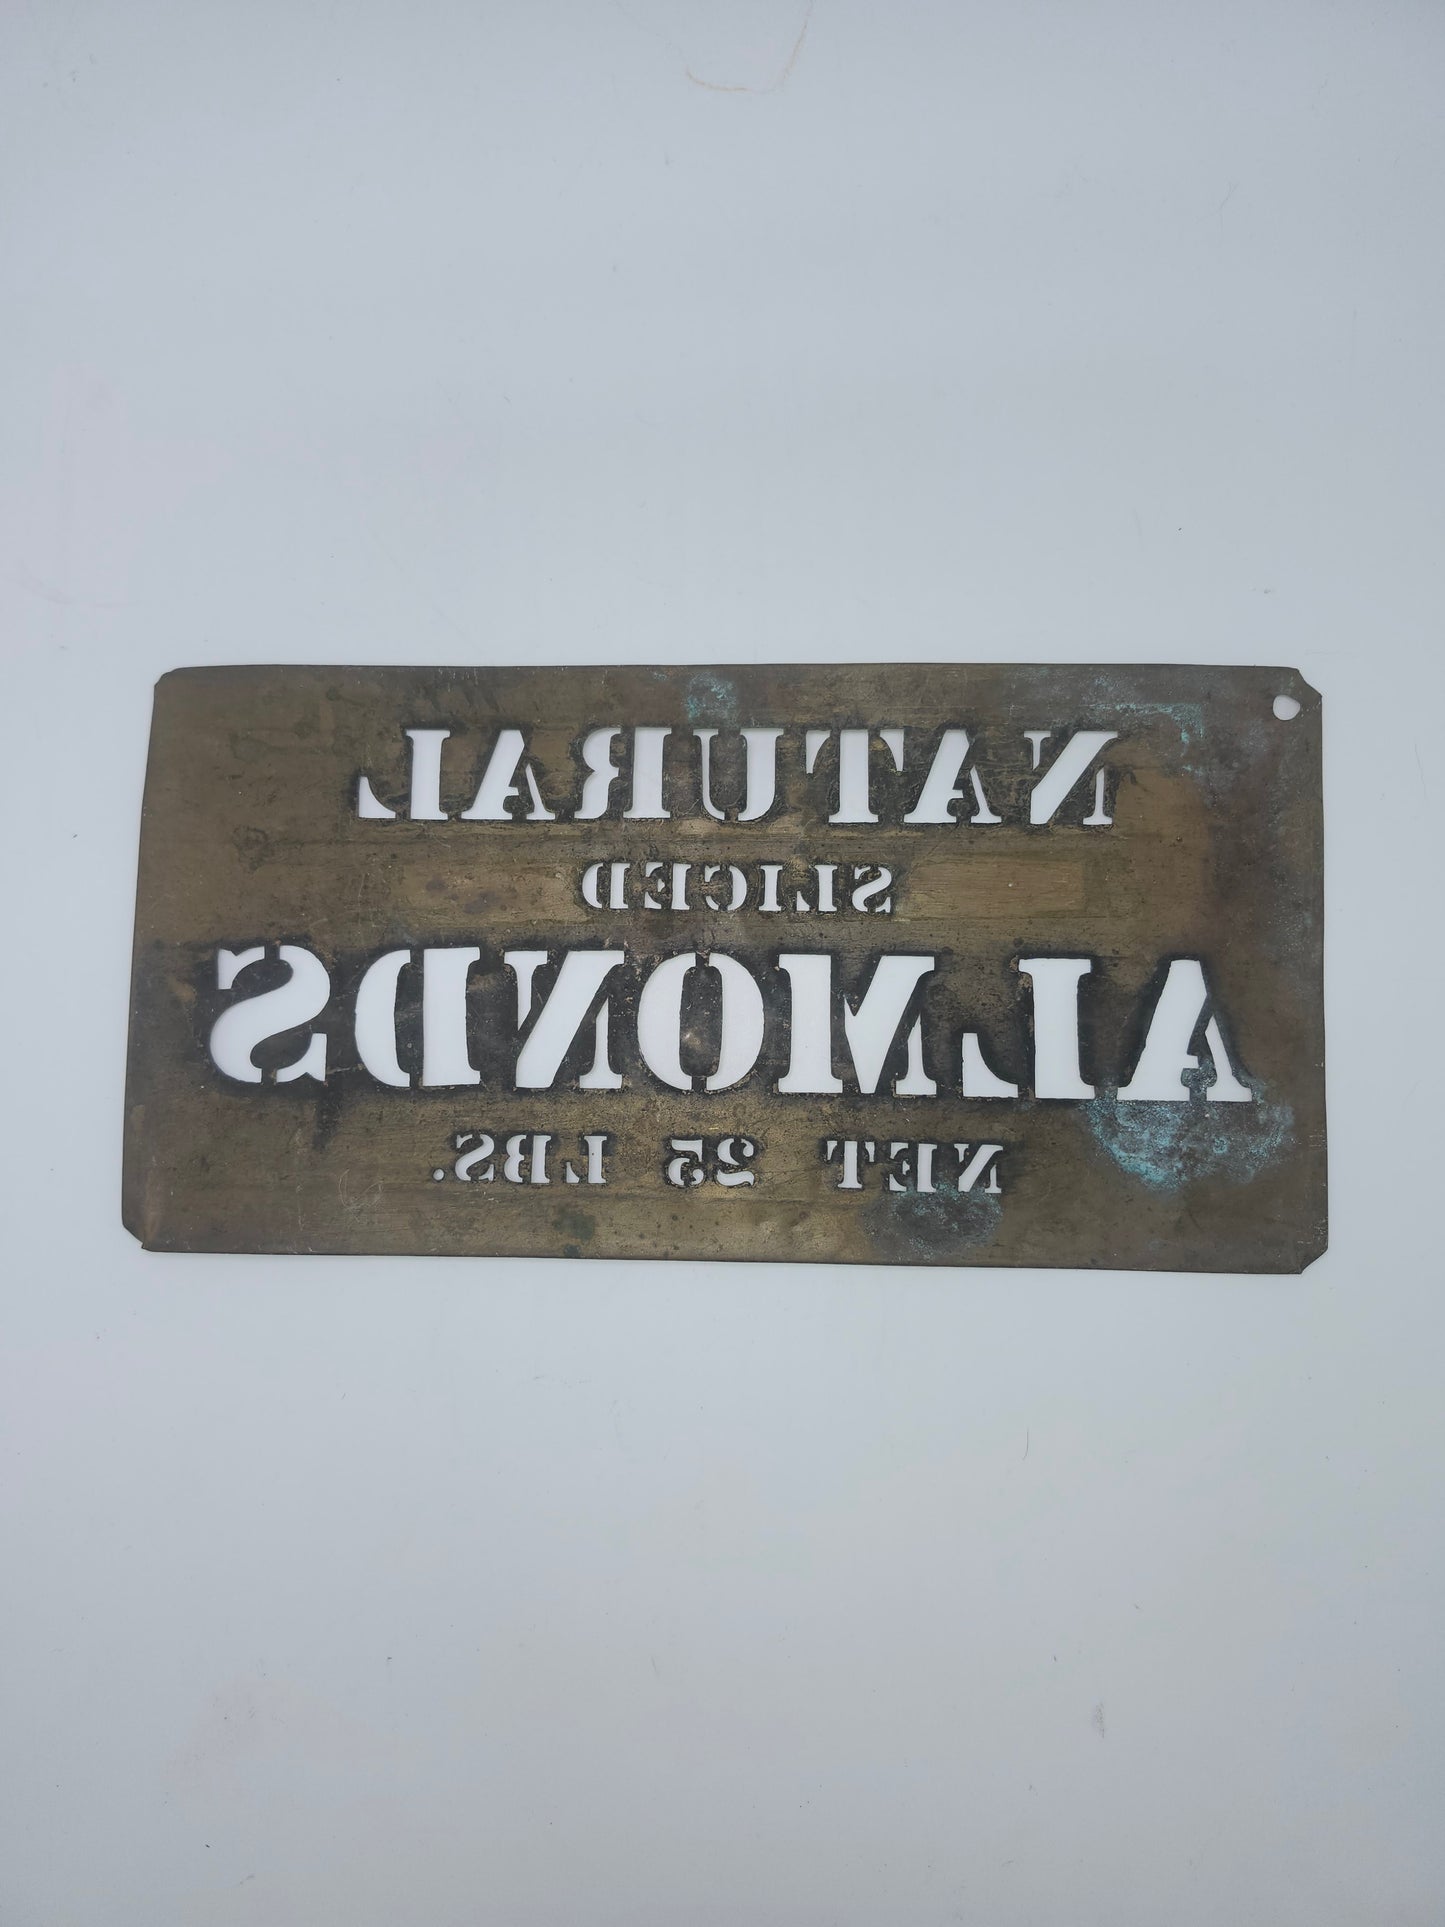 NATURAL
SLICED
ALMONDS
NET 25 LBS.